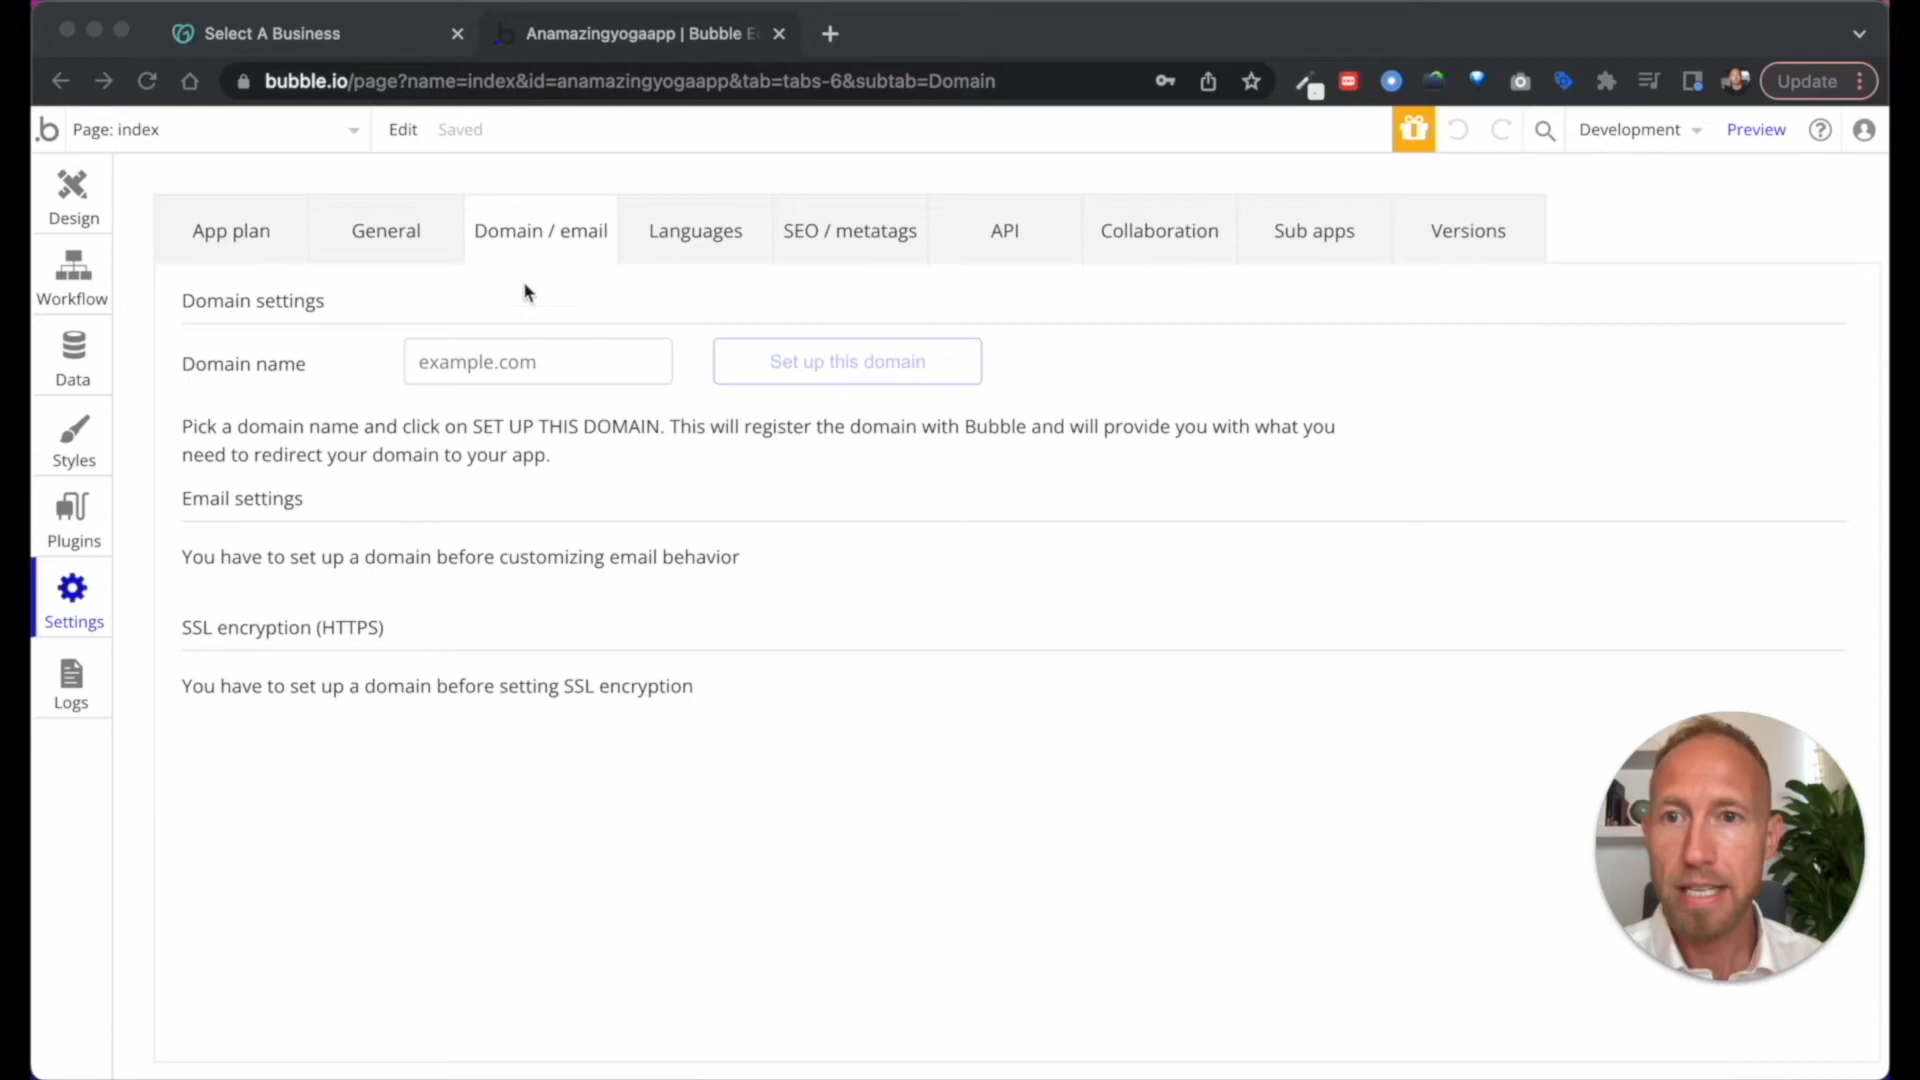 Select A Business
Anamazingyogaapp | Bubble E
bubble.io/page?name=index&id=anamazingyogaapp&tab=tabs-6&subtab=Domain
Update
.b
Page: index
Edit
Saved
Development
Preview
Design
Workflow
Data
Styles
Plugins
Settings
Logs
App plan
General
Domain / email
Languages
SEO / metatags
API
Collaboration
Sub apps
Versions
Domain settings
Domain name
example.com
Set up this domain
Pick a domain name and click on SET UP THIS DOMAIN. This will register the domain with Bubble and will provide you with what you
need to redirect your domain to your app.
Email settings
You have to set up a domain before customizing email behavior
SSL encryption (HTTPS)
You have to set up a domain before setting SSL encryption